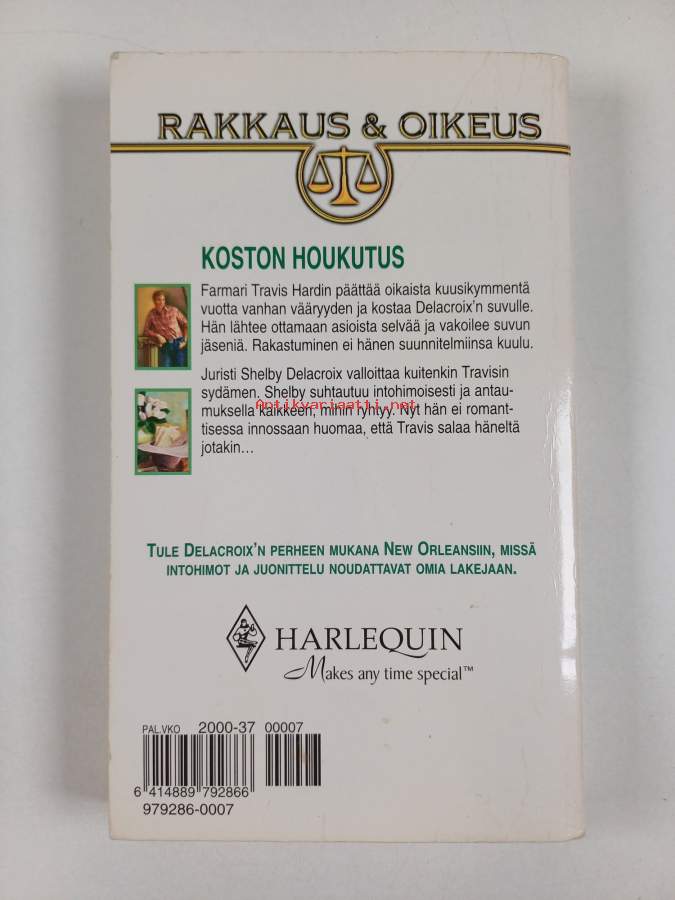 RAKKAUS & OIKEUS
KOSTON HOUKUTUS
Farmari Travis Hardin päättää oikaista kuusikymmentä
vuotta vanhan vääryyden ja kostaa Delacroix'n suvulle.
Hän lähtee ottamaan asioista selvää ja vakoilee suvun
jäseniä. Rakastuminen ei hänen suunnitelmiinsa kuulu.
Juristi Shelby Delacroix valloittaa kuitenkin Travisin
sydämen. Shelby suhtautuu intohimoisesti ja antau-
Antikvariaatti.net
muksella kaikkeen, mihin ryhtyy. Nyt hän ei romant-
tisessa innossaan huomaa, että Travis salaa häneltä
jotakin…
TULE DELACROIX'N PERHEEN MUKANA NEW ORLEANSIIN, MISSÄ
INTOHIMOT JA JUONITTELU NOUDATTAVAT OMIA LAKEJAAN.
HARLEQUIN
Makes any time special™
PAL.VKO 2000-37 00007
6 414889 792866
979286-0007